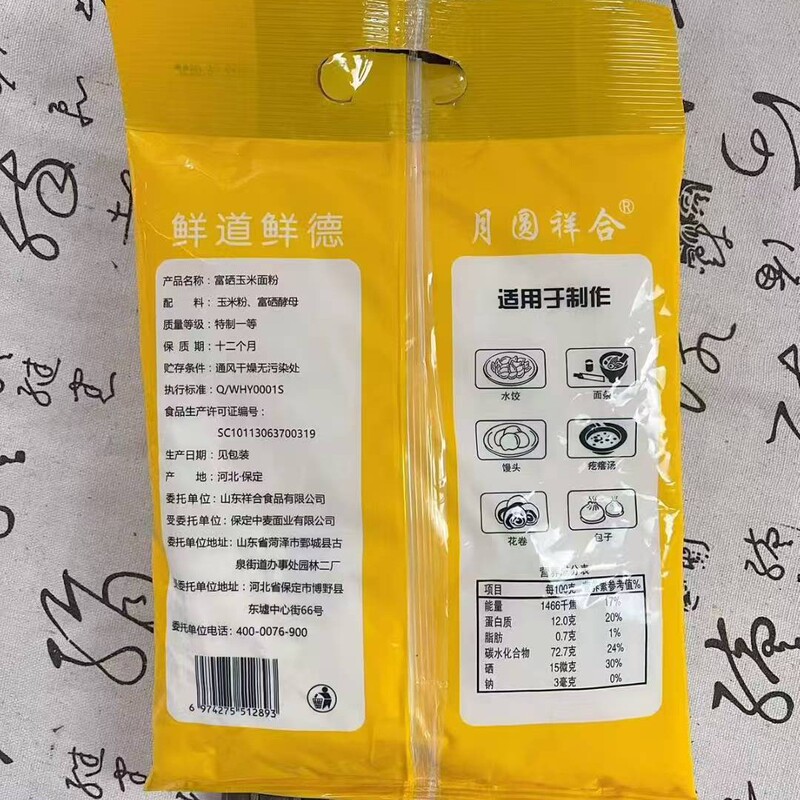 鲜道鲜德
产品名称：富硒玉米面粉
配 料：玉米粉、富硒酵母
质量等级：特制一等
保 质 期：十二个月
贮存条件：通风干燥无污染处
执行标准：Q/WHY0001S
食品生产许可证编号：
SC10113063700319
生产日期：见包装
产 地：河北·保定
委托单位：山东祥合食品有限公司
受委托单位：保定中麦面业有限公司
委托单位地址：山东省菏泽市鄄城县古
泉街道办事处园林二厂
受委托单位地址：河北省保定市博野县
东墟中心街66号
委托单位电话：400-0076-900
6 974275 512893
月圆祥合®
适用于制作
水饺 面条
馒头 疙瘩汤
花卷 包子
营养成分表
项目 每100克 养素参考值%
能量 1466千焦 17%
蛋白质 12.0克 20%
脂肪 0.7克 1%
碳水化合物 72.7克 24%
硒 15微克 30%
钠 3毫克 0%